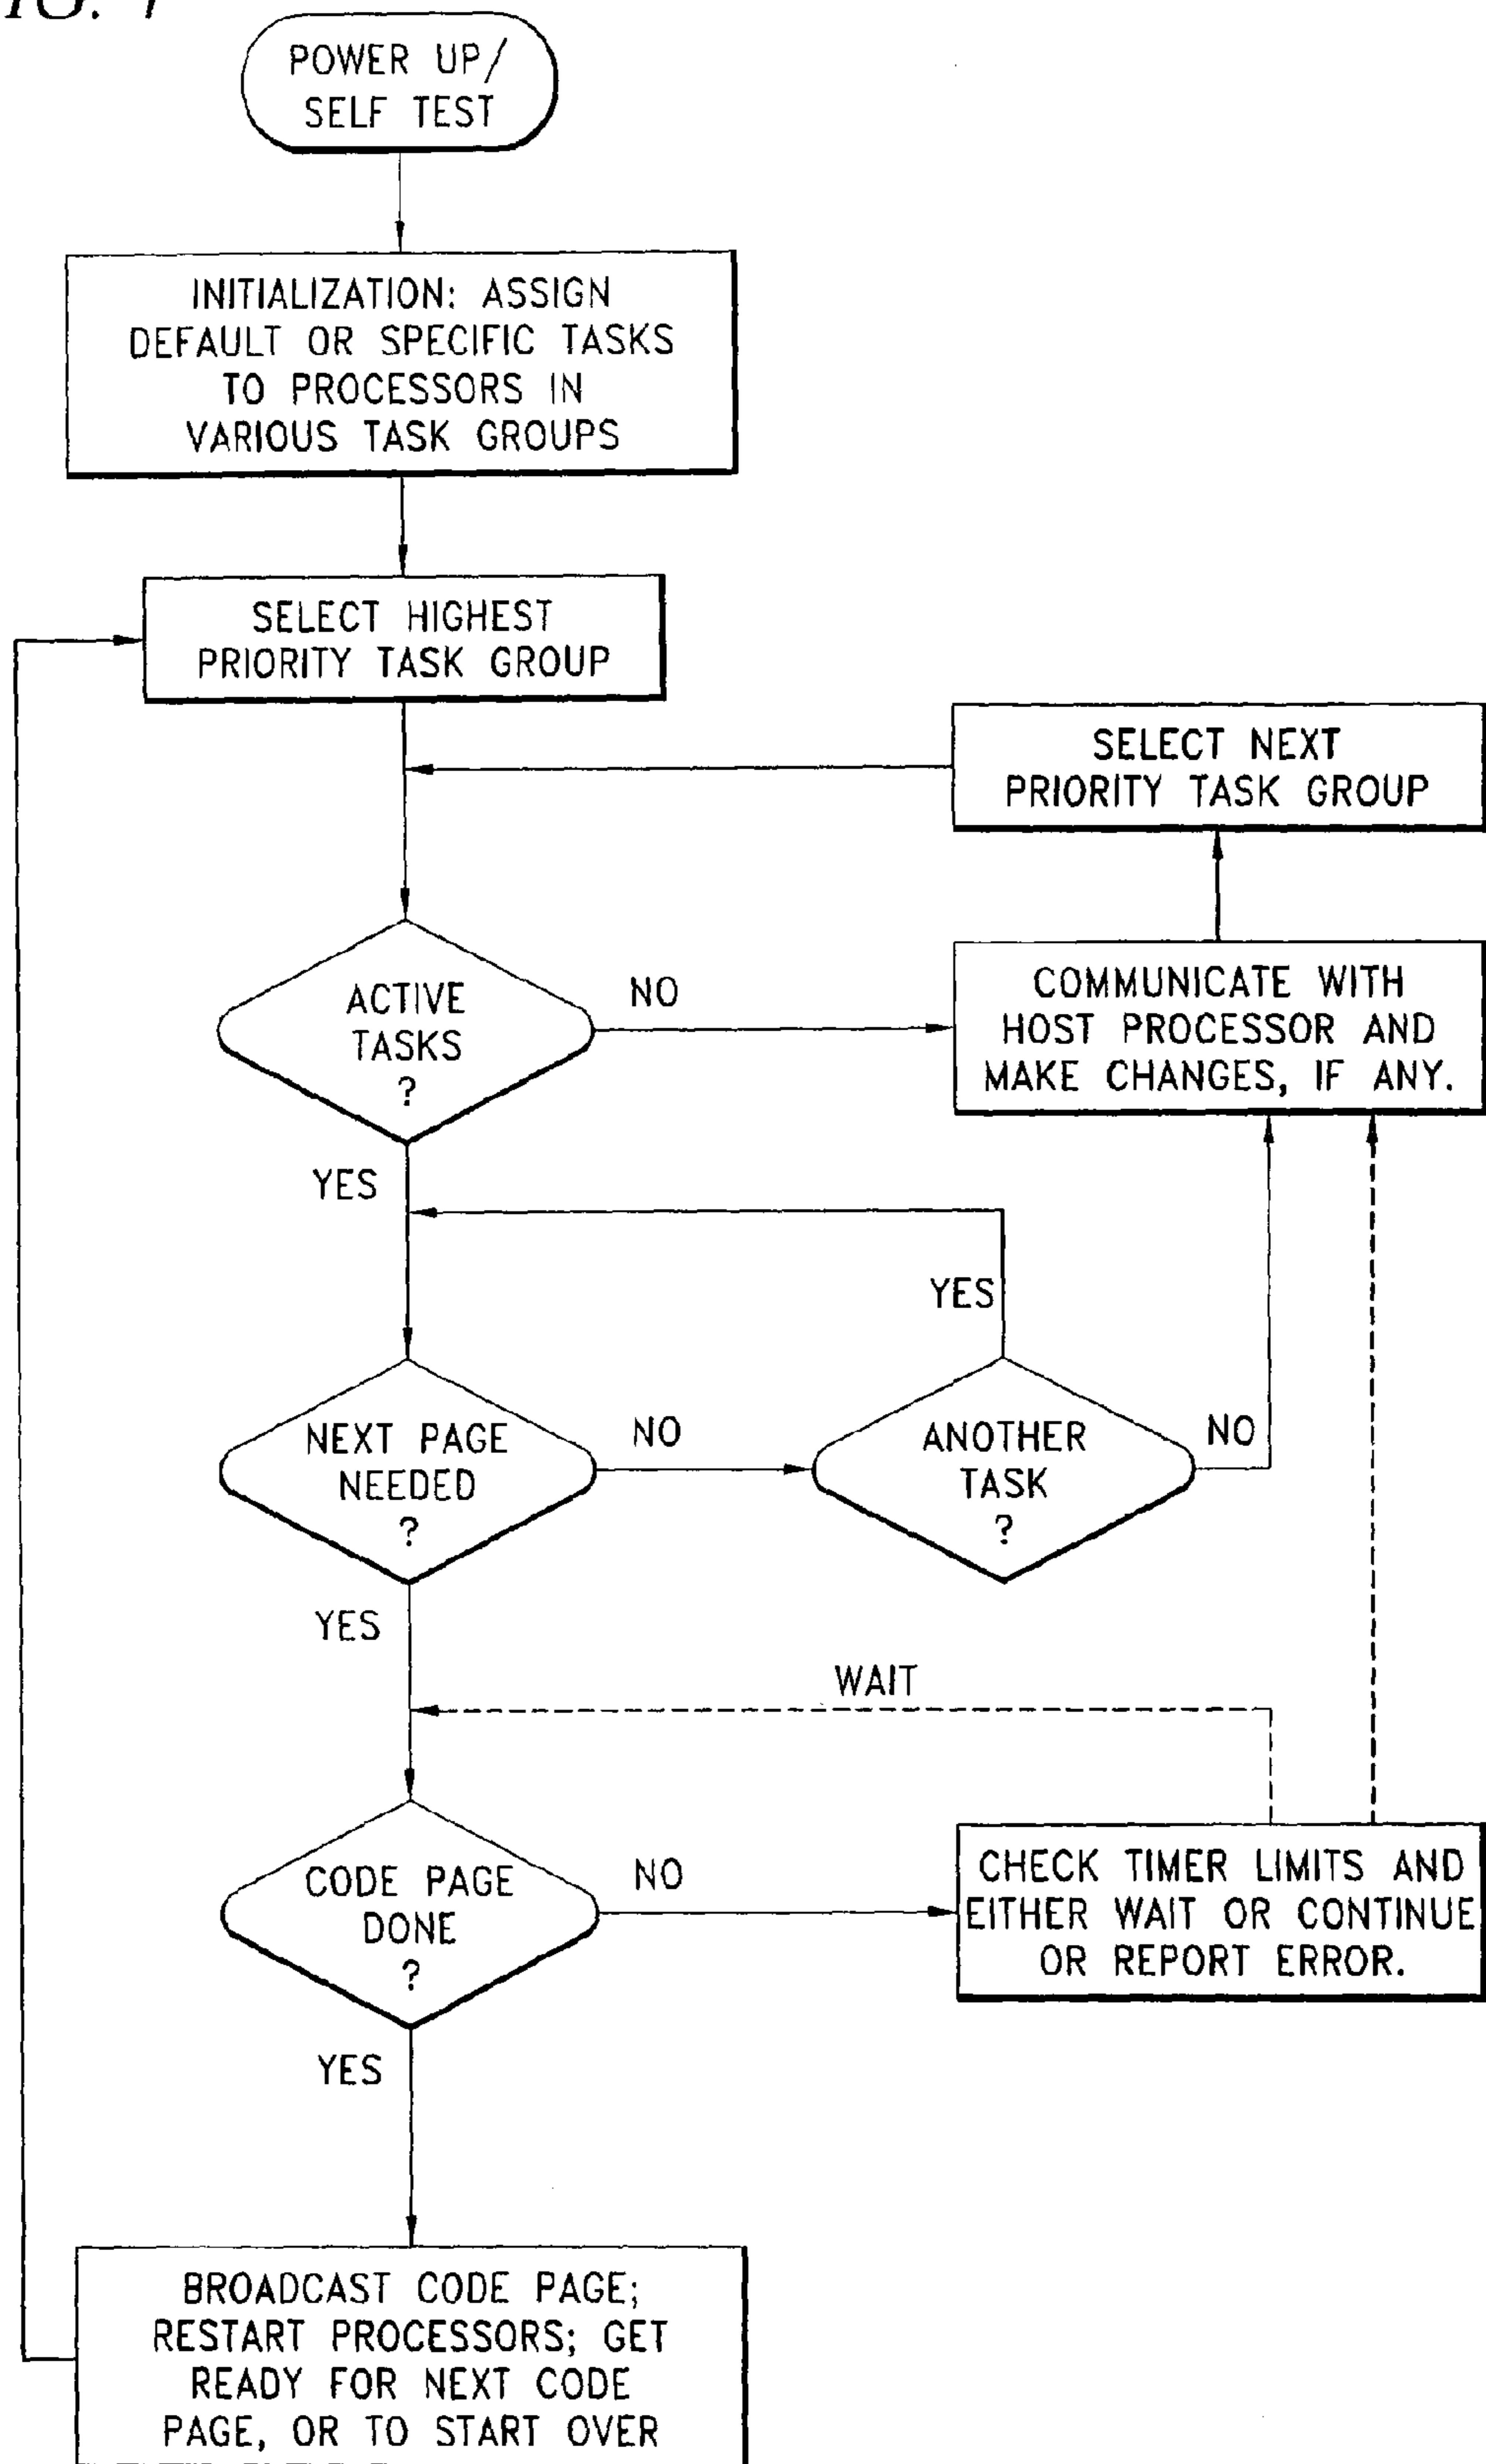 POWER UP/
SELF TEST
INITIALIZATION: ASSIGN
DEFAULT OR SPECIFIC TASKS
TO PROCESSORS IN
VARIOUS TASK GROUPS
SELECT HIGHEST
PRIORITY TASK GROUP
SELECT NEXT
PRIORITY TASK GROUP
ACTIVE
TASKS
?
NO
COMMUNICATE WITH
HOST PROCESSOR AND
MAKE CHANGES, IF ANY.
YES
YES
NEXT PAGE
NEEDED
?
NO
ANOTHER
TASK
?
NO
YES
WAIT
CODE PAGE
DONE
?
NO
CHECK TIMER LIMITS AND
EITHER WAIT OR CONTINUE
OR REPORT ERROR.
YES
BROADCAST CODE PAGE;
RESTART PROCESSORS; GET
READY FOR NEXT CODE
PAGE, OR TO START OVER